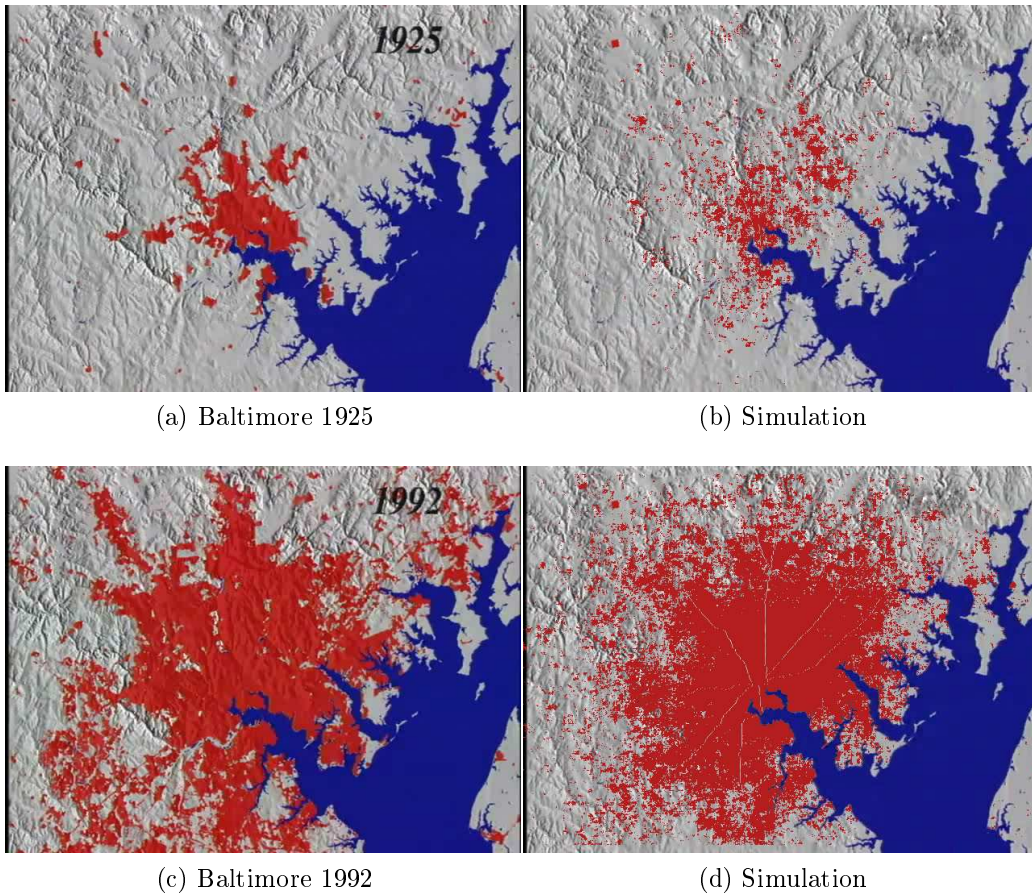 1925
(a) Baltimore 1925
(b) Simulation
1992
(c) Baltimore 1992
(d) Simulation